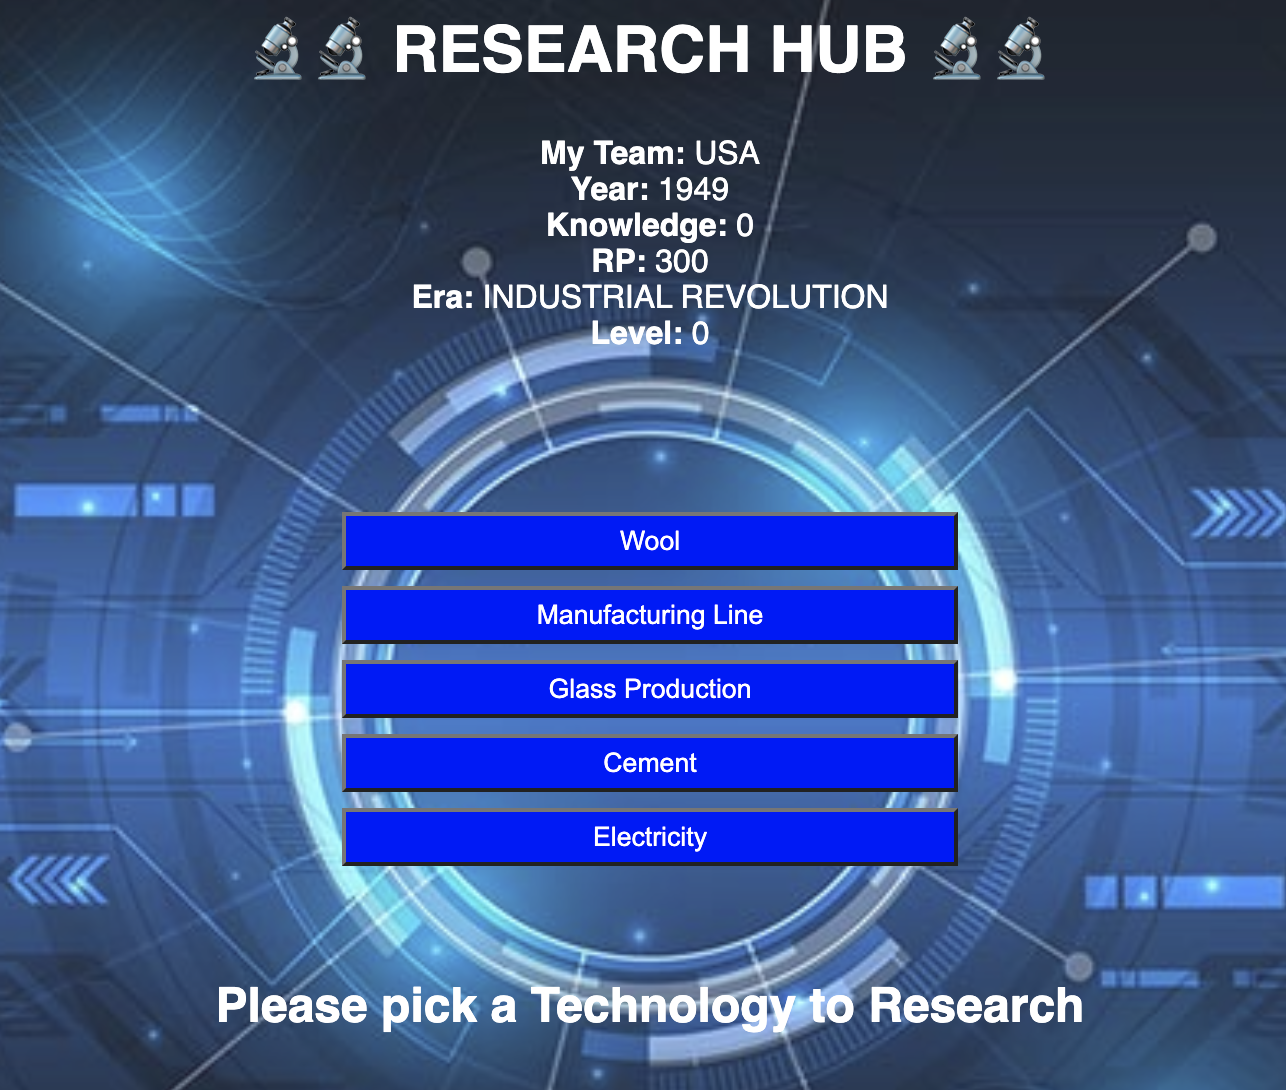 🔬🔬 RESEARCH HUB 🔬🔬
My Team: USA
Year: 1949
Knowledge: 0
RP: 300
Era: INDUSTRIAL REVOLUTION
Level: 0
Wool
Manufacturing Line
Glass Production
Cement
Electricity
Please pick a Technology to Research